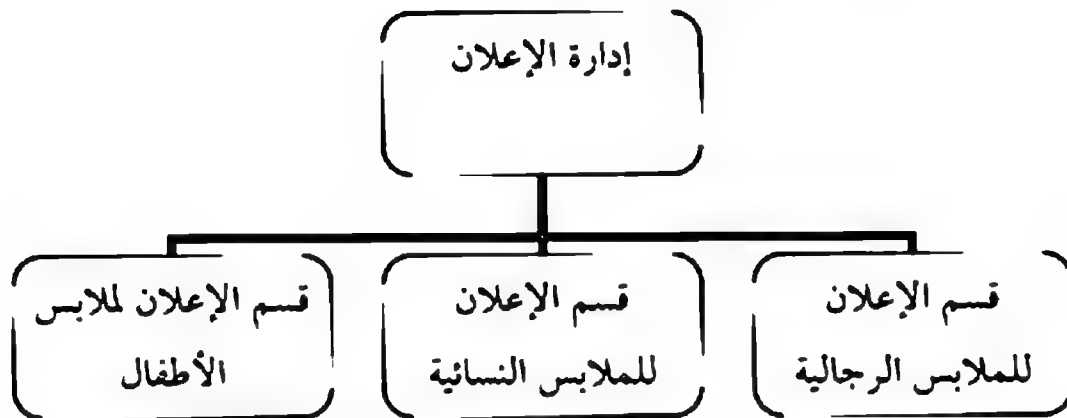 إدارة الإعلان
قسم الإعلان
للملابس الرجالية
قسم الإعلان
للملابس النسائية
قسم الإعلان لملابس
الأطفال